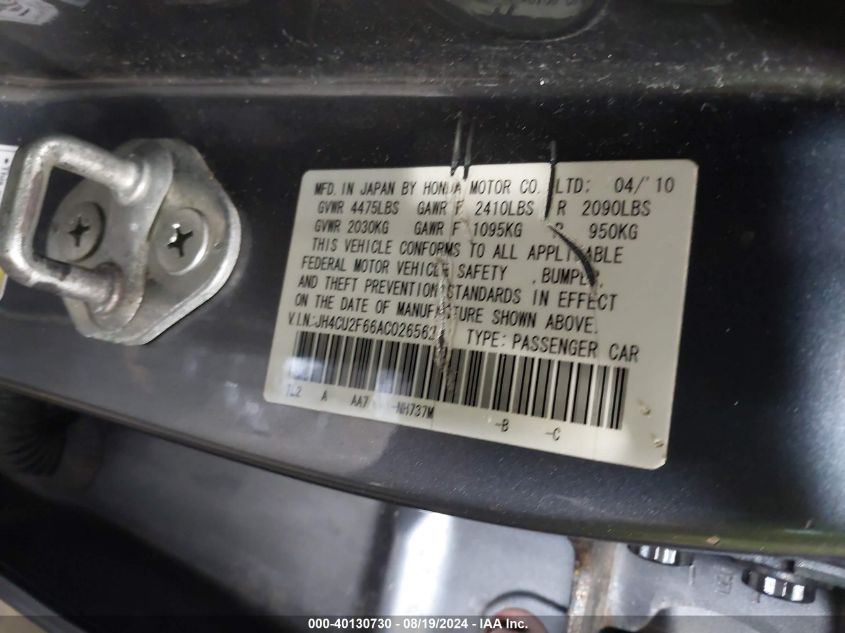 MFD. IN JAPAN BY HONDA MOTOR CO. LTD: 04/'10
GVWR 4475LBS GAWR F 2410LBS R 2090LBS
GVWR 2030KG GAWR F 1095KG 950KG
THIS VEHICLE CONFORMS TO ALL APPLICABLE
FEDERAL MOTOR VEHICLE SAFETY , BUMPER,
AND THEFT PREVENTION STANDARDS IN EFFECT
ON THE DATE OF MANUFACTURE SHOWN ABOVE.
V.I.N.:JH4CU2F66AC02656 TYPE: PASSENGER CAR
TL2 A AA7 -NH737M -B -C
000-40130730 - 08/19/2024 - IAA Inc.